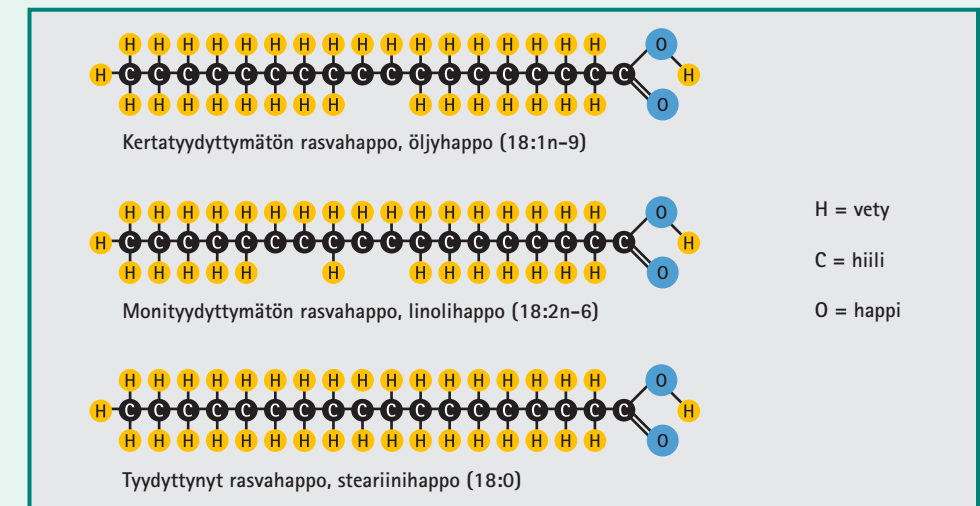 H H H H H H H H H H H H H H H H H O
H C C C C C C C C C C C C C C C C C C H
H H H H H H H H H H H H H H H O
Kertatyydyttymätön rasvahappo, öljyhappo (18:1n-9)
H H H H H H H H H H H H H H H H H O
H C C C C C C C C C C C C C C C C C C H
H H H H H H H H H H H H H O
Monityydyttymätön rasvahappo, linolihappo (18:2n-6)
H H H H H H H H H H H H H H H H H O
H C C C C C C C C C C C C C C C C C C H
H H H H H H H H H H H H H H H H H O
Tyydyttynyt rasvahappo, steariinihappo (18:0)
H = vety
C = hiili
O = happi